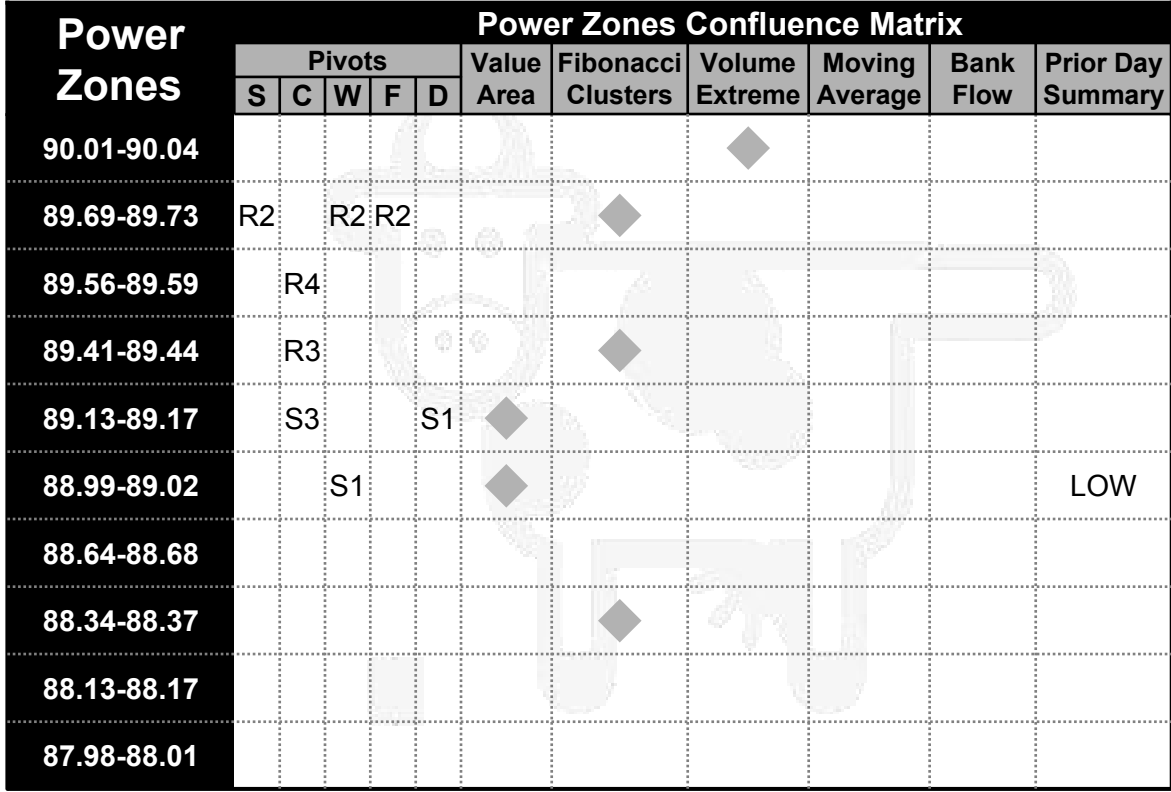 Power Zones
Power Zones Confluence Matrix
Pivots
S C W F D
Value Area
Fibonacci Clusters
Volume Extreme
Moving Average
Bank Flow
Prior Day Summary
90.01-90.04
89.69-89.73 R2 R2 R2
89.56-89.59 R4
89.41-89.44 R3
89.13-89.17 S3 S1
88.99-89.02 S1 LOW
88.64-88.68
88.34-88.37
88.13-88.17
87.98-88.01